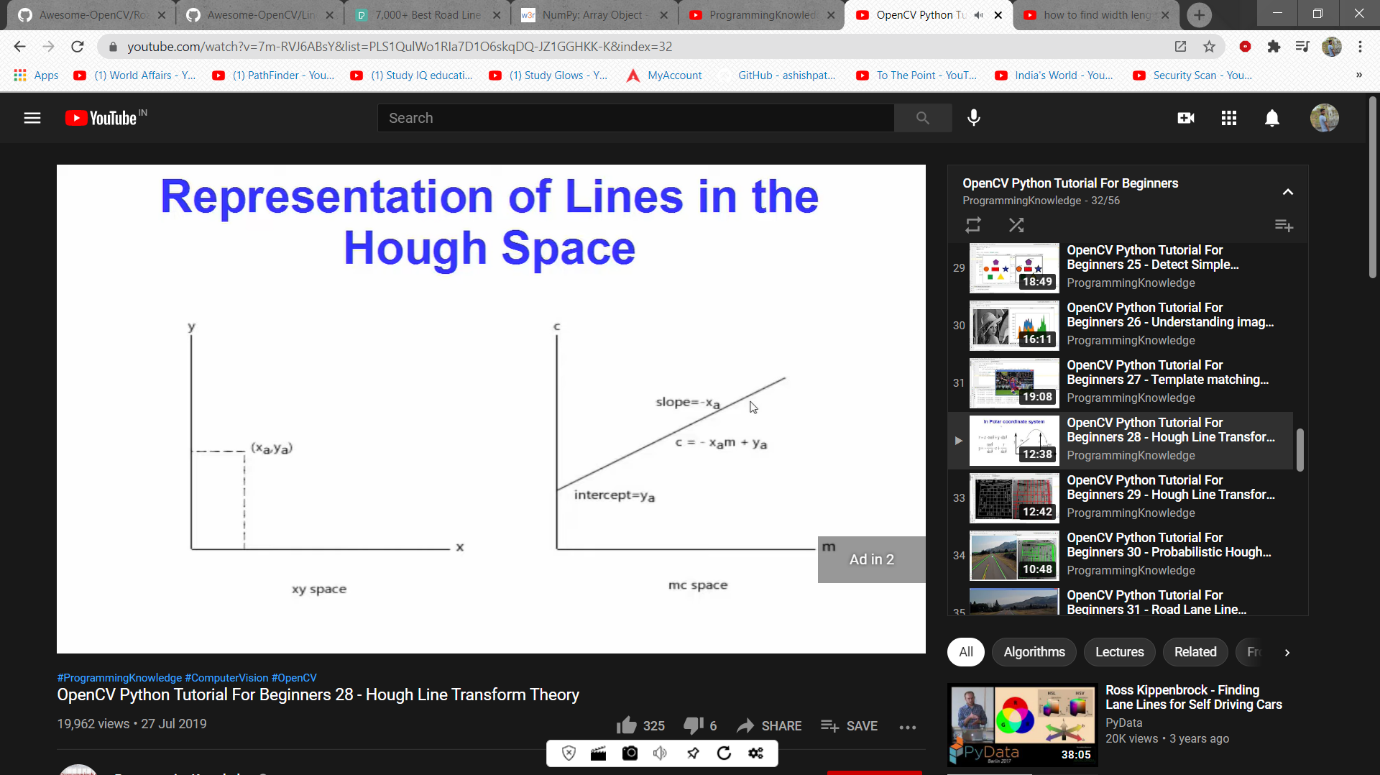 Awesome-OpenCV/Ro
Awesome-OpenCV/Lin
7,000+ Best Road Line
NumPy: Array Object -
ProgrammingKnowled
OpenCV Python Tu
how to find width leng
youtube.com/watch?v=7m-RVJ6ABsY&list=PLS1QulWo1RIa7D1O6skqDQ-JZ1GGHKK-K&index=32
Apps
(1) World Affairs - Y...
(1) PathFinder - You...
(1) Study IQ educati...
(1) Study Glows - Y...
MyAccount
GitHub - ashishpat...
To The Point - YouT...
India's World - You...
Security Scan - You...
»
YouTube IN
Search
Representation of Lines in the
Hough Space
y
(xa,ya)
x
xy space
c
slope=-xa
c = - xam + ya
intercept=ya
m
mc space
Ad in 2
#ProgrammingKnowledge #ComputerVision #OpenCV
OpenCV Python Tutorial For Beginners 28 - Hough Line Transform Theory
19,962 views • 27 Jul 2019
325
6
SHARE
SAVE
OpenCV Python Tutorial For Beginners
ProgrammingKnowledge - 32/56
29
18:49
OpenCV Python Tutorial For
Beginners 25 - Detect Simple...
ProgrammingKnowledge
30
16:11
OpenCV Python Tutorial For
Beginners 26 - Understanding imag...
ProgrammingKnowledge
31
19:08
OpenCV Python Tutorial For
Beginners 27 - Template matching...
ProgrammingKnowledge
in Polar coordinate system
12:38
OpenCV Python Tutorial For
Beginners 28 - Hough Line Transfor...
ProgrammingKnowledge
33
12:42
OpenCV Python Tutorial For
Beginners 29 - Hough Line Transfor...
ProgrammingKnowledge
34
10:48
OpenCV Python Tutorial For
Beginners 30 - Probabilistic Hough...
ProgrammingKnowledge
35
OpenCV Python Tutorial For
Beginners 31 - Road Lane Line...
All
Algorithms
Lectures
Related
Fr
PyData
Berlin 2017
38:05
Ross Kippenbrock - Finding
Lane Lines for Self Driving Cars
PyData
20K views • 3 years ago